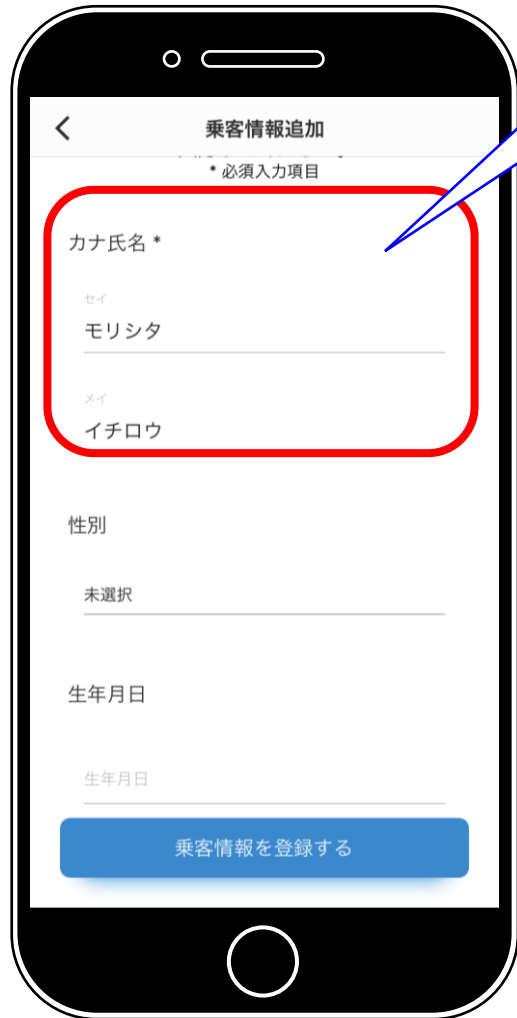 乗客情報追加
* 必須入力項目
カナ氏名 *
セイ
モリシタ
メイ
イチロウ
性別
未選択
生年月日
生年月日
乗客情報を登録する